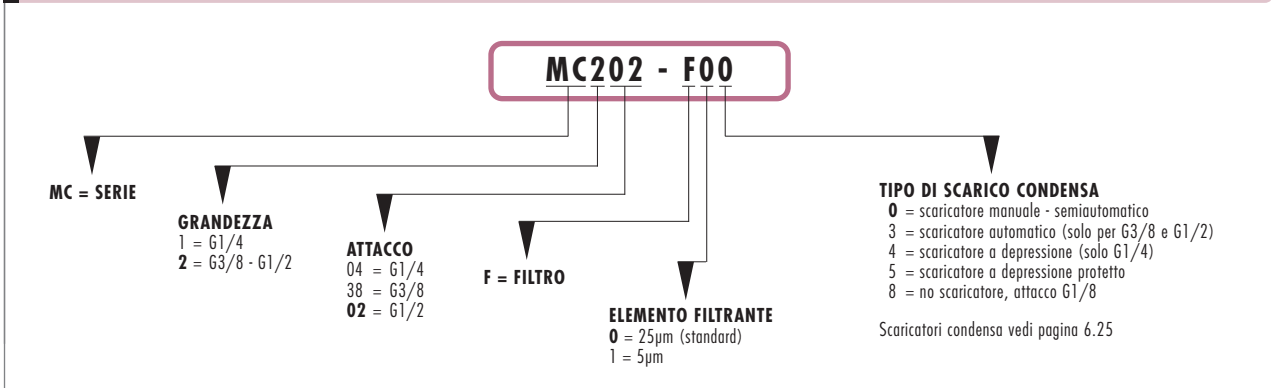 MC202 - F00
MC = SERIE
GRANDEZZA
1 = G1/4
2 = G3/8 - G1/2
ATTACCO
04 = G1/4
38 = G3/8
02 = G1/2
F = FILTRO
ELEMENTO FILTRANTE
0 = 25µm (standard)
1 = 5µm
TIPO DI SCARICO CONDENSA
0 = scaricatore manuale - semiautomatico
3 = scaricatore automatico (solo per G3/8 e G1/2)
4 = scaricatore a depressione (solo G1/4)
5 = scaricatore a depressione protetto
8 = no scaricatore, attacco G1/8
Scaricatori condensa vedi pagina 6.25